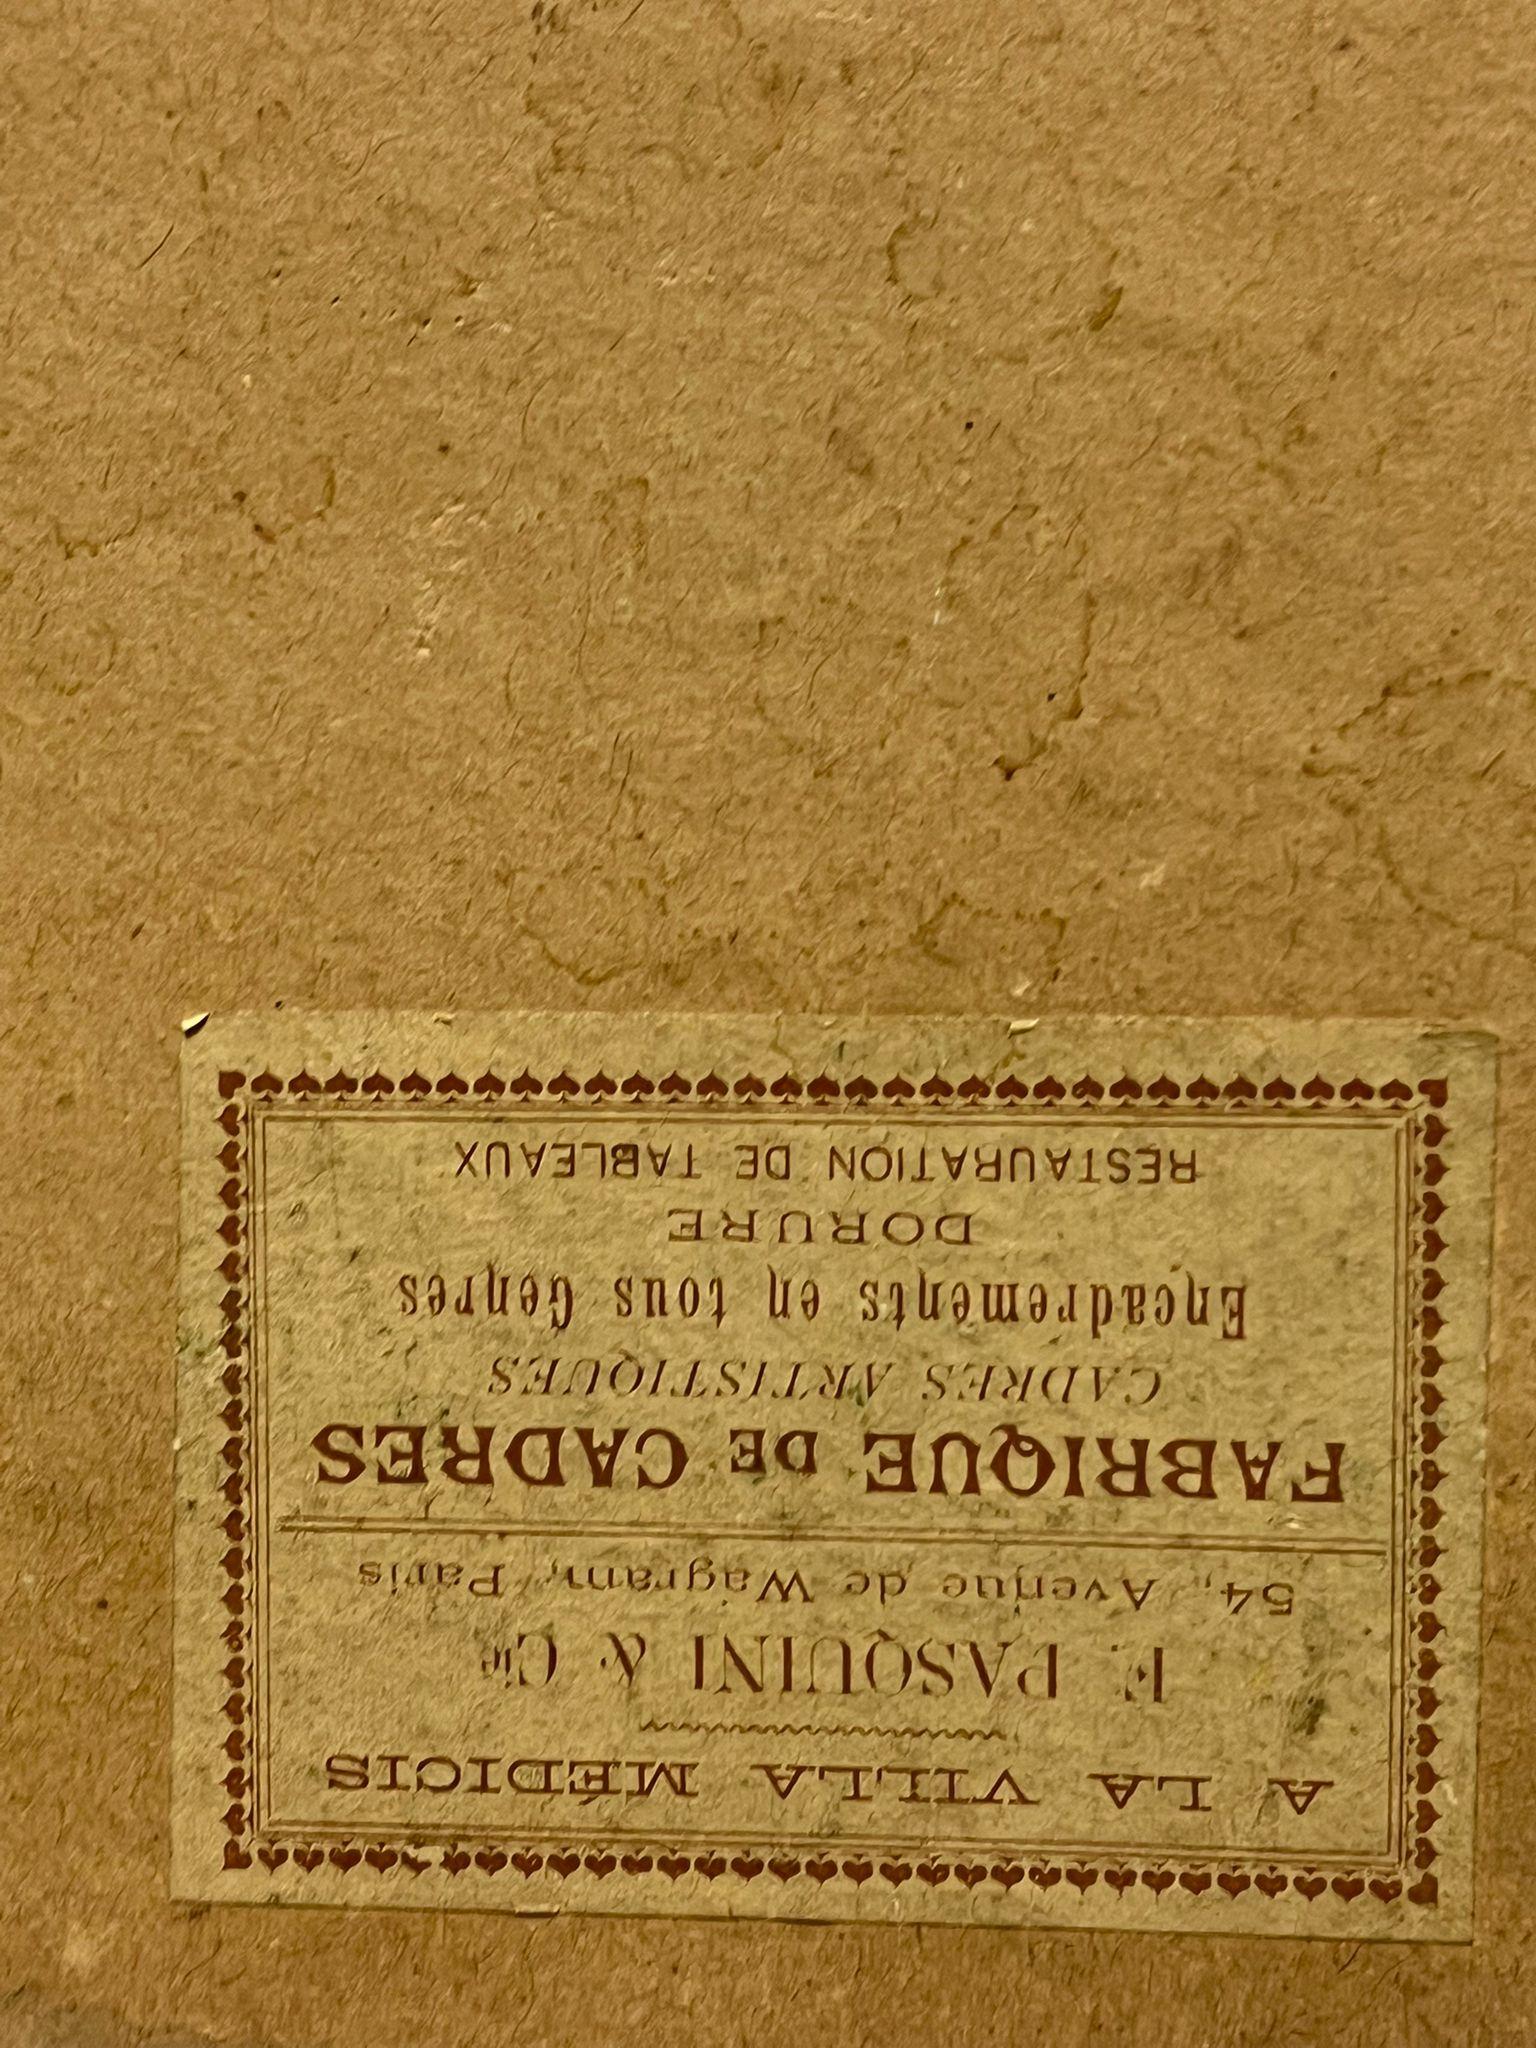 A LA VILLA MÉDICIS
F. PASQUINI & Cie
54, Avenue de Wagram, Paris
FABRIQUE DE CADRES
CADRES ARTISTIQUES
Encadrements en tous Genres
DORURE
RESTAURATION DE TABLEAUX